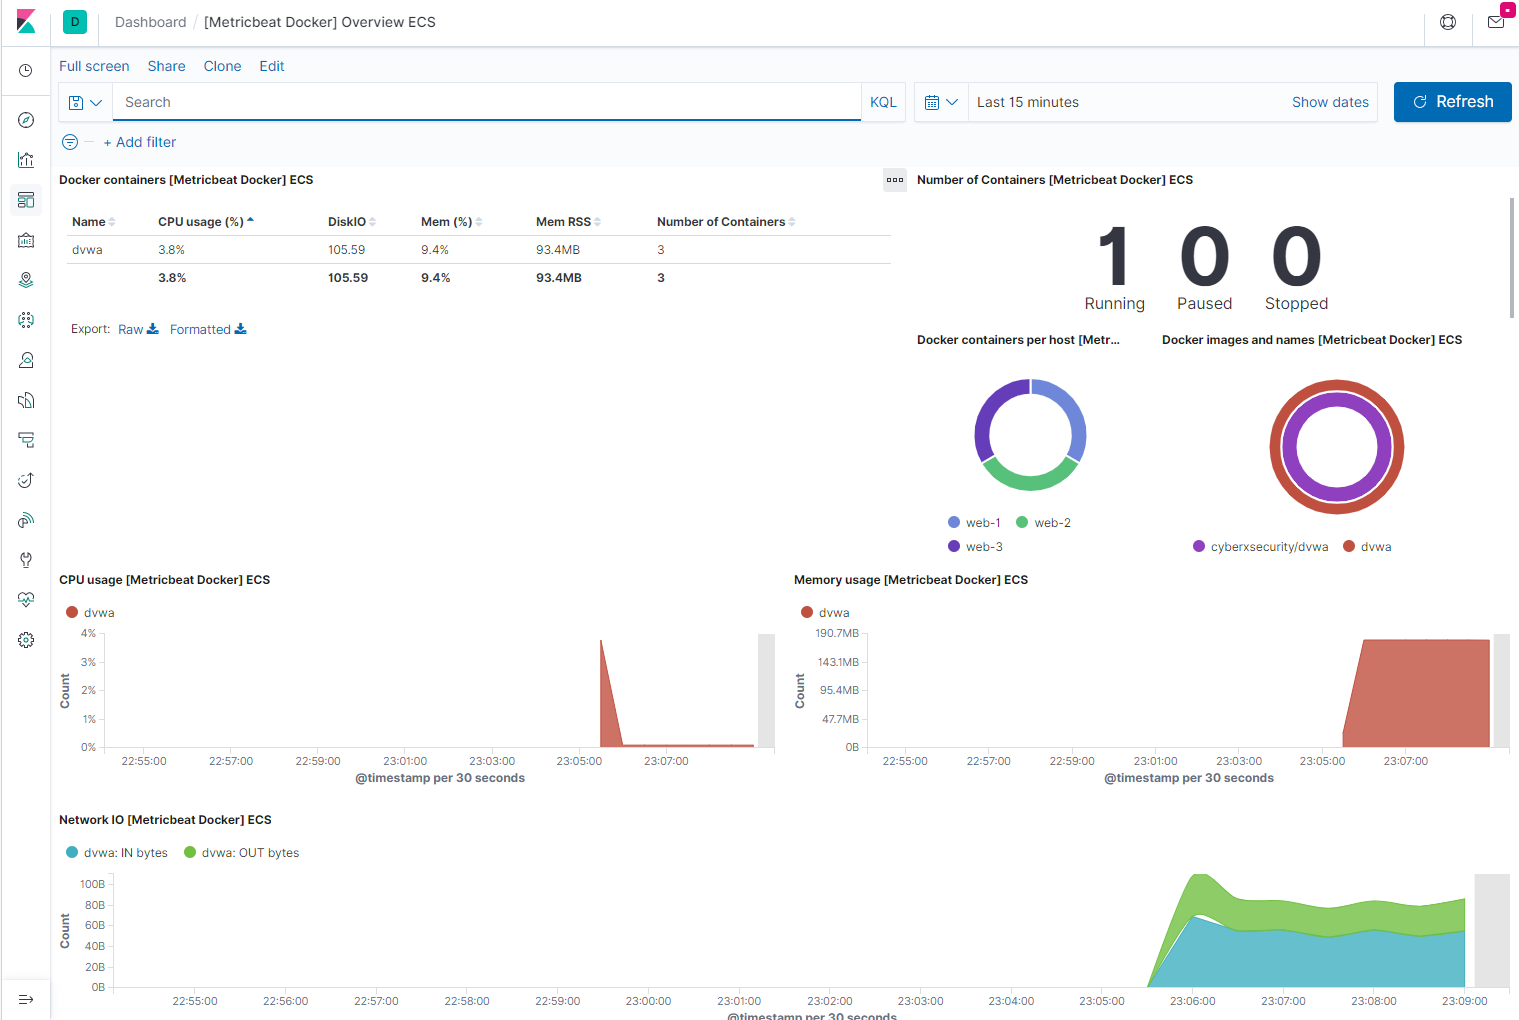 D Dashboard / [Metricbeat Docker] Overview ECS
Full screen Share Clone Edit
Search KQL Last 15 minutes Show dates Refresh
+ Add filter
Docker containers [Metricbeat Docker] ECS
Name CPU usage (%) DiskIO Mem (%) Mem RSS Number of Containers
dvwa 3.8% 105.59 9.4% 93.4MB 3
3.8% 105.59 9.4% 93.4MB 3
Export: Raw Formatted
Number of Containers [Metricbeat Docker] ECS
1 0 0
Running Paused Stopped
Docker containers per host [Metr...
web-1 web-2
web-3
Docker images and names [Metricbeat Docker] ECS
cyberxsecurity/dvwa dvwa
CPU usage [Metricbeat Docker] ECS
dvwa
4%
3%
2%
1%
0%
Count
22:55:00 22:57:00 22:59:00 23:01:00 23:03:00 23:05:00 23:07:00
@timestamp per 30 seconds
Memory usage [Metricbeat Docker] ECS
dvwa
190.7MB
143.1MB
95.4MB
47.7MB
0B
Count
22:55:00 22:57:00 22:59:00 23:01:00 23:03:00 23:05:00 23:07:00
@timestamp per 30 seconds
Network IO [Metricbeat Docker] ECS
dvwa: IN bytes dvwa: OUT bytes
100B
80B
60B
40B
20B
0B
Count
22:55:00 22:56:00 22:57:00 22:58:00 22:59:00 23:00:00 23:01:00 23:02:00 23:03:00 23:04:00 23:05:00 23:06:00 23:07:00 23:08:00 23:09:00
@timestamp per 30 seconds